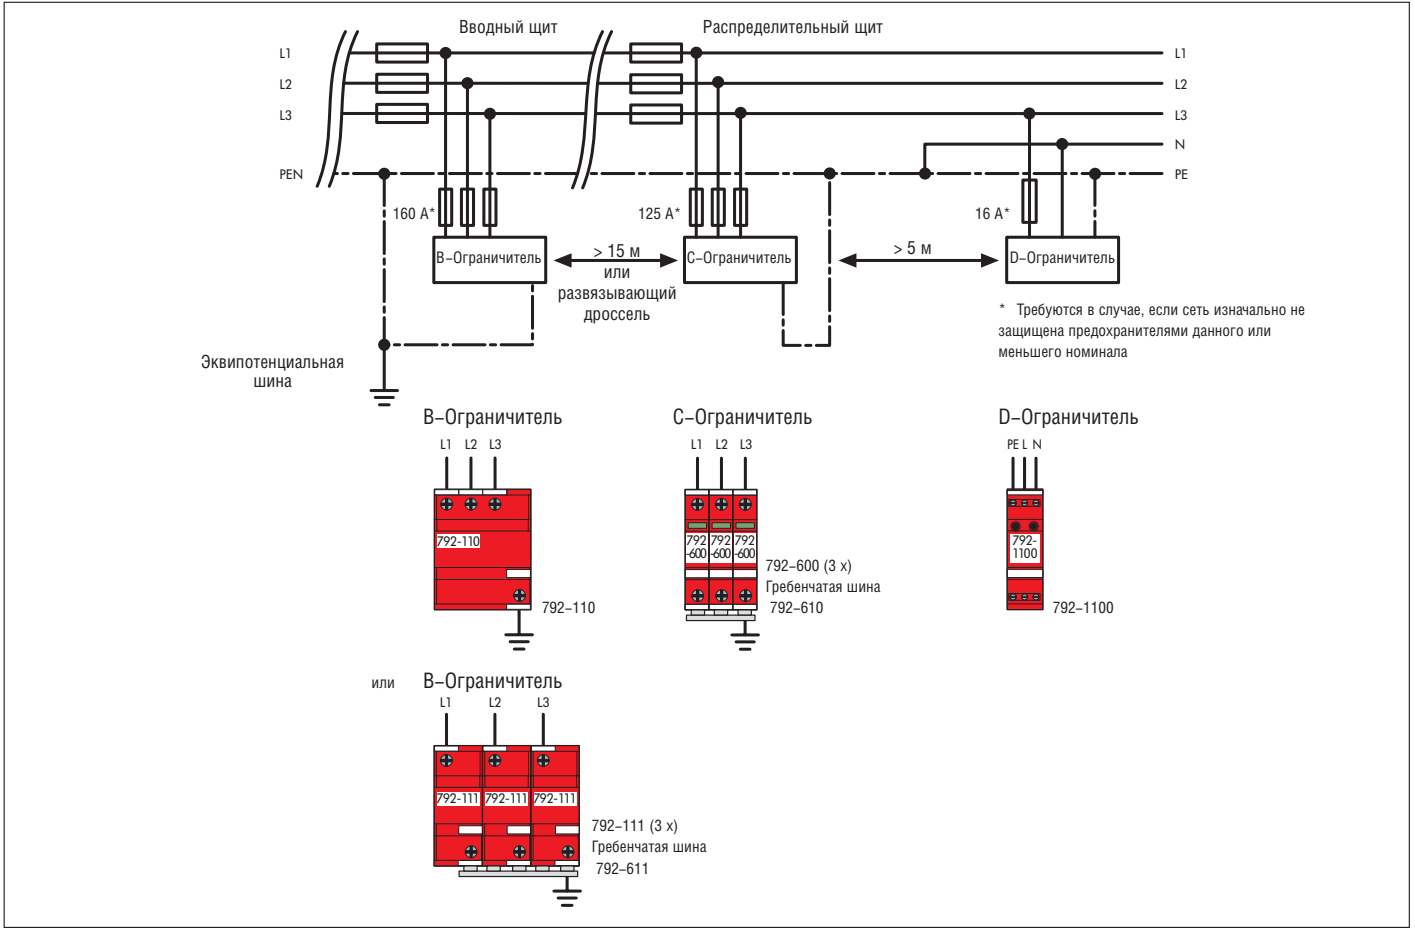 Вводный щит
Распределительный щит
L1
L1
L2
L2
L3
L3
N
PEN
PE
160 А*
125 А*
16 А*
В–Ограничитель
> 15 м
или
развязывающий
дроссель
С–Ограничитель
> 5 м
D–Ограничитель
* Требуются в случае, если сеть изначально не
защищена предохранителями данного или
меньшего номинала
Эквипотенциальная
шина
В–Ограничитель
L1 L2 L3
792-110
792–110
С–Ограничитель
L1 L2 L3
792 792 792
-600 -600 -600
792–600 (3 x)
Гребенчатая шина
792–610
D–Ограничитель
PE L N
792-
1100
792–1100
или
В–Ограничитель
L1 L2 L3
792-111 792-111 792-111
792–111 (3 x)
Гребенчатая шина
792–611